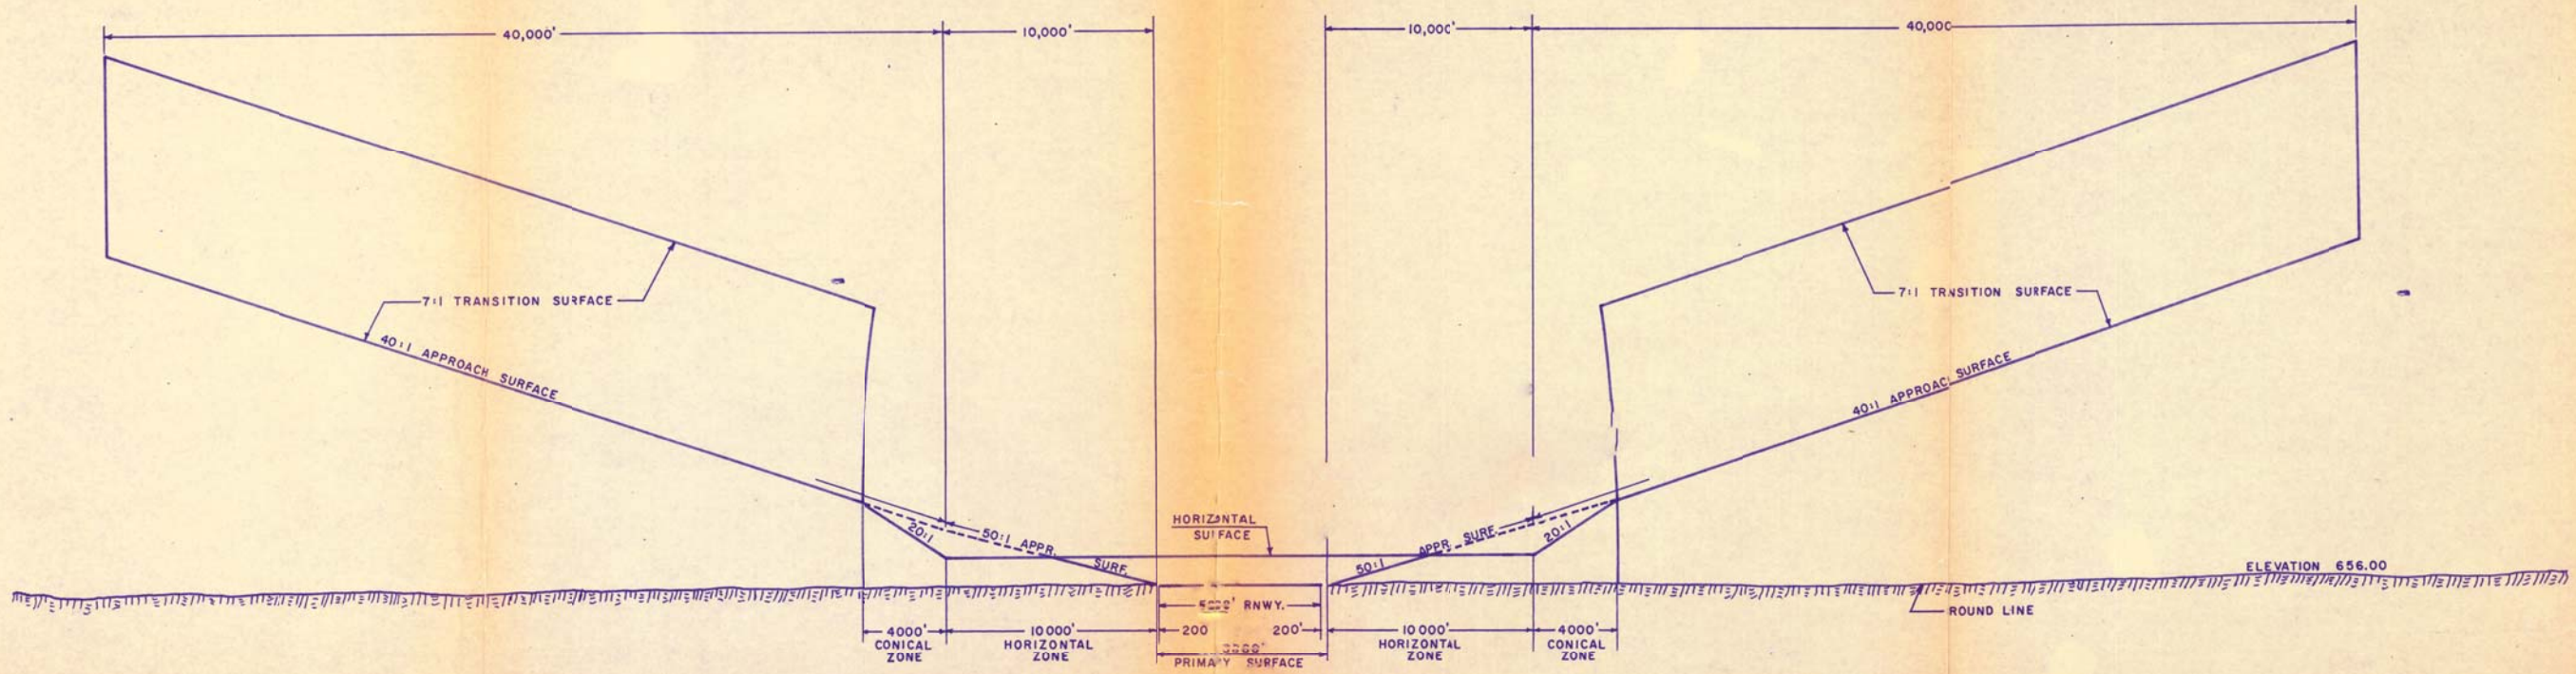 40,000'
10,000'
10,000'
40,000
7:1 TRANSITION SURFACE
7:1 TRNSITION SURFACE
40:1 APPROACH SURFACE
40:1 APPROAC SURFACE
20:1
50:1 APPR. SURF.
HORIZONTAL
SURFACE
50:1 APPR. SURF.
20:1
ELEVATION 656.00
RNWY.
ROUND LINE
4000'
10000'
200
200'
10000'
4000'
CONICAL
ZONE
HORIZONTAL
ZONE
PRIMARY SURFACE
HORIZONTAL
ZONE
CONICAL
ZONE